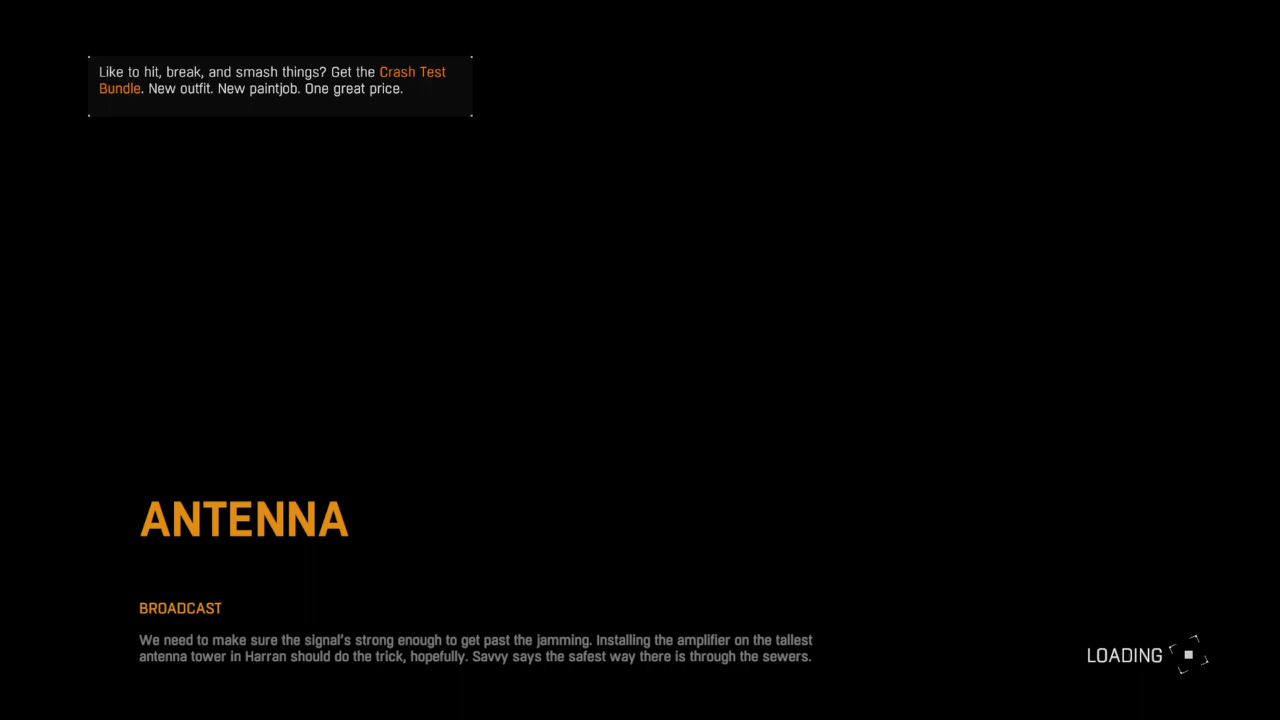 Like to hit, break, and smash things? Get the Crash Test
Bundle. New outfit. New paintjob. One great price.
ANTENNA
BROADCAST
We need to make sure the signal's strong enough to get past the jamming. Installing the amplifier on the tallest
antenna tower in Harran should do the trick, hopefully. Savvy says the safest way there is through the sewers.
LOADING